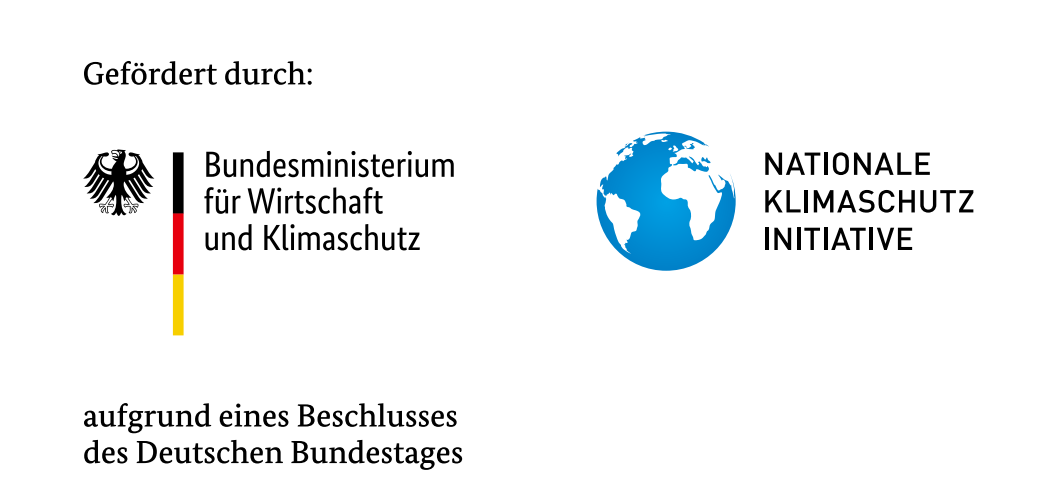 Gefördert durch:
Bundesministerium
für Wirtschaft
und Klimaschutz
NATIONALE
KLIMASCHUTZ
INITIATIVE
aufgrund eines Beschlusses
des Deutschen Bundestages